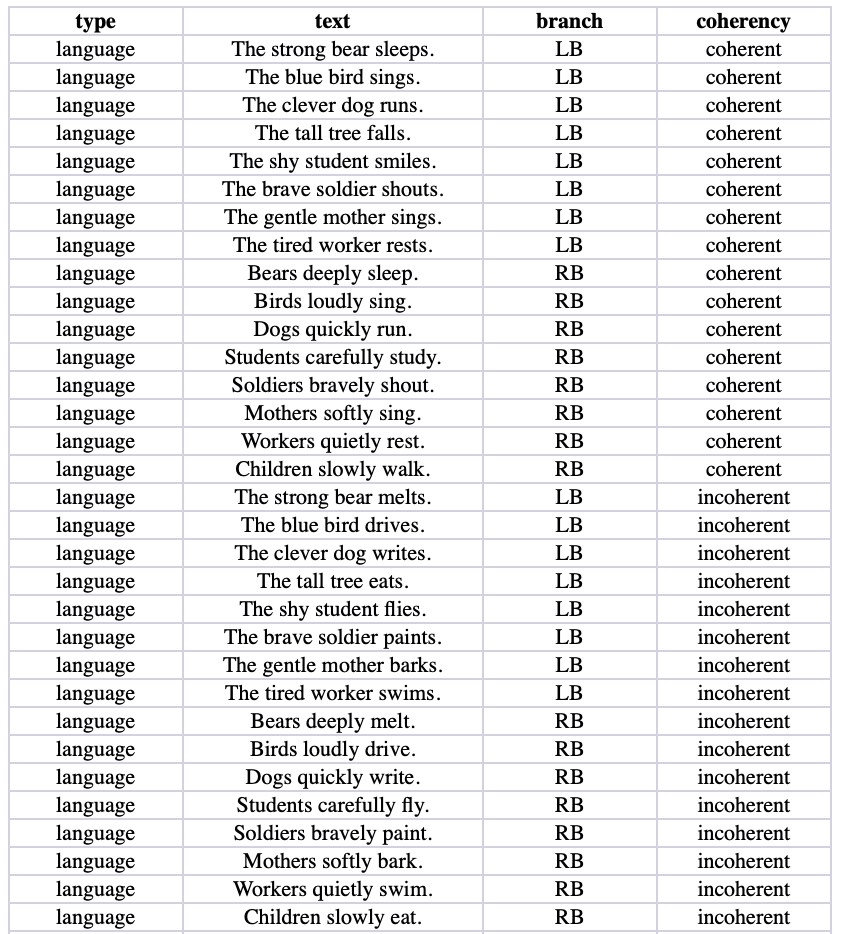 type text branch coherency
language The strong bear sleeps. LB coherent
language The blue bird sings. LB coherent
language The clever dog runs. LB coherent
language The tall tree falls. LB coherent
language The shy student smiles. LB coherent
language The brave soldier shouts. LB coherent
language The gentle mother sings. LB coherent
language The tired worker rests. LB coherent
language Bears deeply sleep. RB coherent
language Birds loudly sing. RB coherent
language Dogs quickly run. RB coherent
language Students carefully study. RB coherent
language Soldiers bravely shout. RB coherent
language Mothers softly sing. RB coherent
language Workers quietly rest. RB coherent
language Children slowly walk. RB coherent
language The strong bear melts. LB incoherent
language The blue bird drives. LB incoherent
language The clever dog writes. LB incoherent
language The tall tree eats. LB incoherent
language The shy student flies. LB incoherent
language The brave soldier paints. LB incoherent
language The gentle mother barks. LB incoherent
language The tired worker swims. LB incoherent
language Bears deeply melt. RB incoherent
language Birds loudly drive. RB incoherent
language Dogs quickly write. RB incoherent
language Students carefully fly. RB incoherent
language Soldiers bravely paint. RB incoherent
language Mothers softly bark. RB incoherent
language Workers quietly swim. RB incoherent
language Children slowly eat. RB incoherent